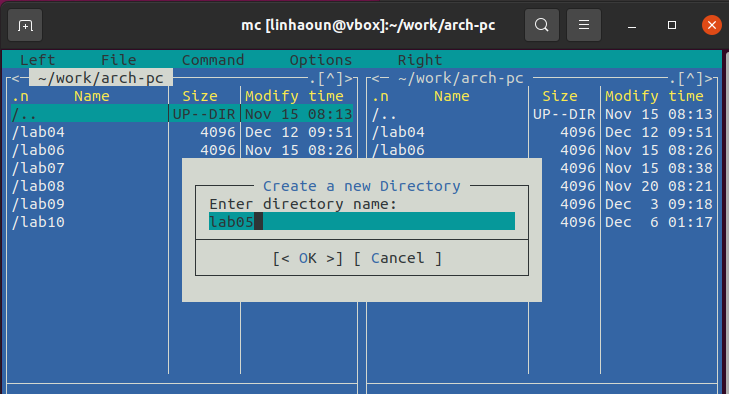 mc [linhaoun@vbox]:~/work/arch-pc
Left File Command Options Right
<─ ~/work/arch-pc ─.[^]>
.n Name Size Modify time
/.. UP--DIR Nov 15 08:13
/lab04 4096 Dec 12 09:51
/lab06 4096 Nov 15 08:26
/lab07
/lab08
/lab09
/lab10
<─ ~/work/arch-pc ─.[^]>
.n Name Size Modify time
/.. UP--DIR Nov 15 08:13
/lab04 4096 Dec 12 09:51
/lab06 4096 Nov 15 08:26
4096 Nov 15 08:38
4096 Nov 20 08:21
4096 Dec 3 09:18
4096 Dec 6 01:17
Create a new Directory
Enter directory name:
lab05
[< OK >] [ Cancel ]